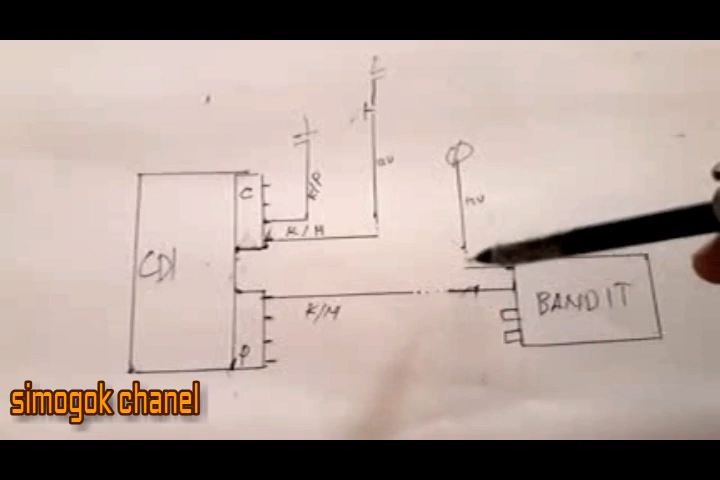 C
K/P
K/M
CDI
BANDIT
K/M
P
simogok chanel